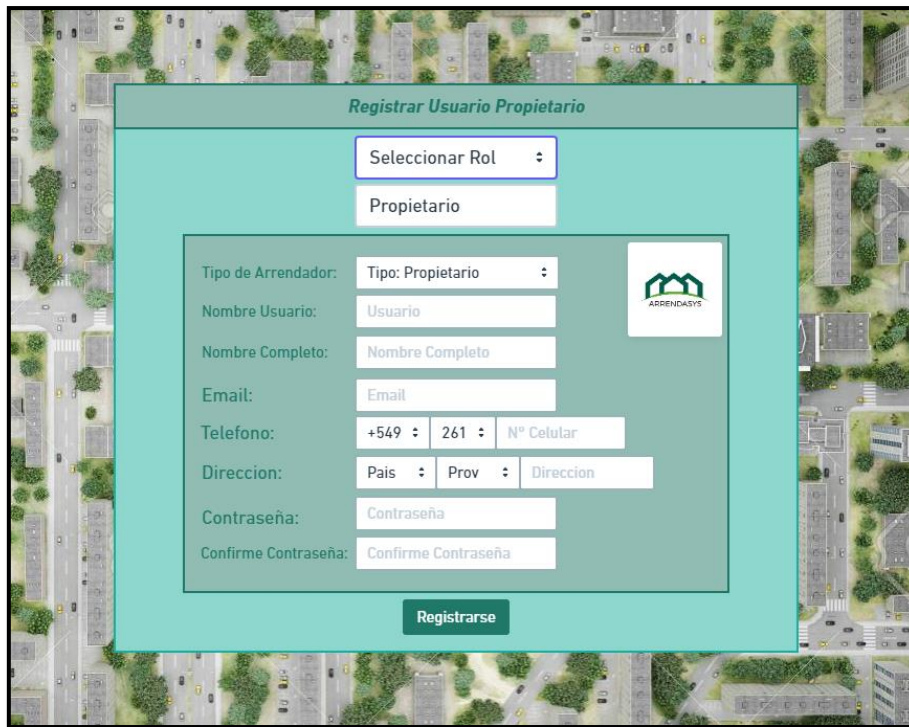 Registrar Usuario Propietario
Seleccionar Rol
Propietario
Tipo de Arrendador: Tipo: Propietario
ARRENDASYS
Nombre Usuario: Usuario
Nombre Completo: Nombre Completo
Email: Email
Telefono: +549 261 N° Celular
Direccion: Pais Prov Direccion
Contraseña: Contraseña
Confirme Contraseña: Confirme Contraseña
Registrarse